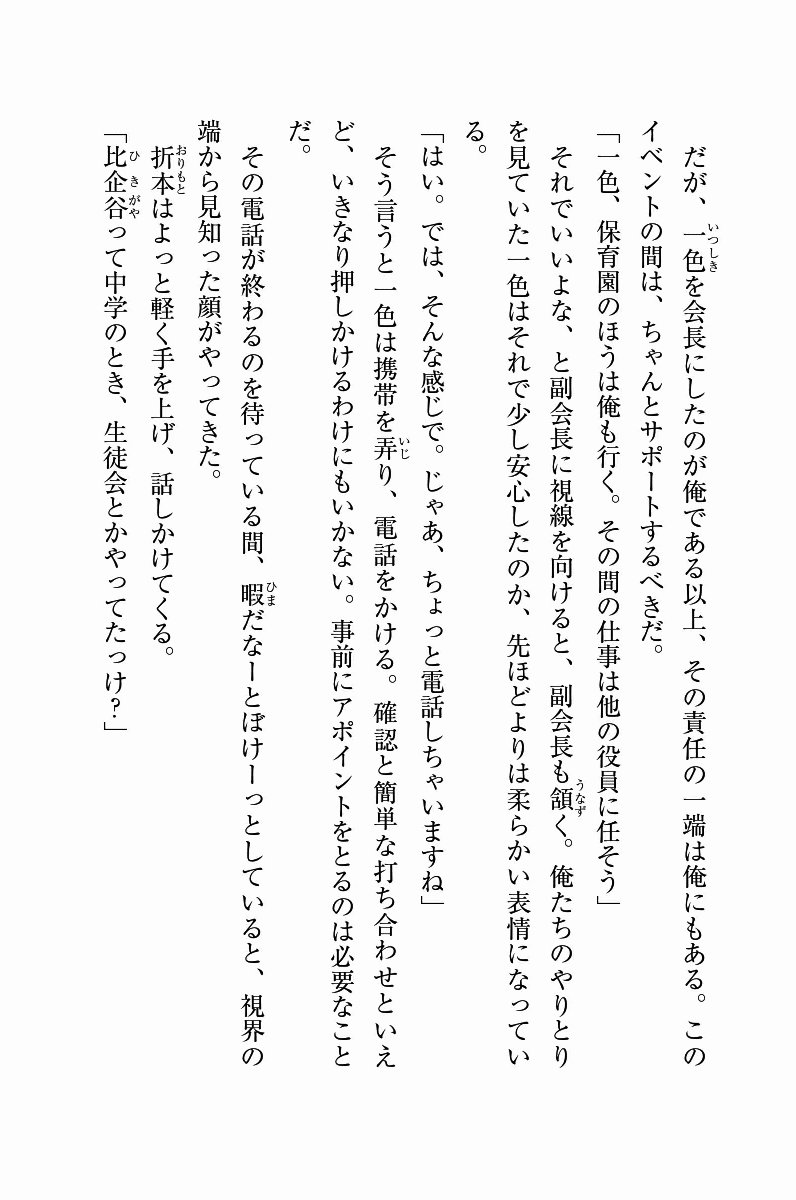 だが、一色を会長にしたのが俺である以上、その責任の一端は俺にもある。この
イベントの間は、ちゃんとサポートするべきだ。
「一色、保育園のほうは俺も行く。その間の仕事は他の役員に任そう」
それでいいよな、と副会長に視線を向けると、副会長も頷く。俺たちのやりとり
を見ていた一色はそれで少し安心したのか、先ほどよりは柔らかい表情になってい
る。
「はい。では、そんな感じで。じゃあ、ちょっと電話しちゃいますね」
そう言うと一色は携帯を弄り、電話をかける。確認と簡単な打ち合わせといえ
ど、いきなり押しかけるわけにもいかない。事前にアポイントをとるのは必要なこと
だ。
その電話が終わるのを待っている間、暇だなーとぼけーっとしていると、視界の
端から見知った顔がやってきた。
折本はよっと軽く手を上げ、話しかけてくる。
「比企谷って中学のとき、生徒会とかやってたっけ？」